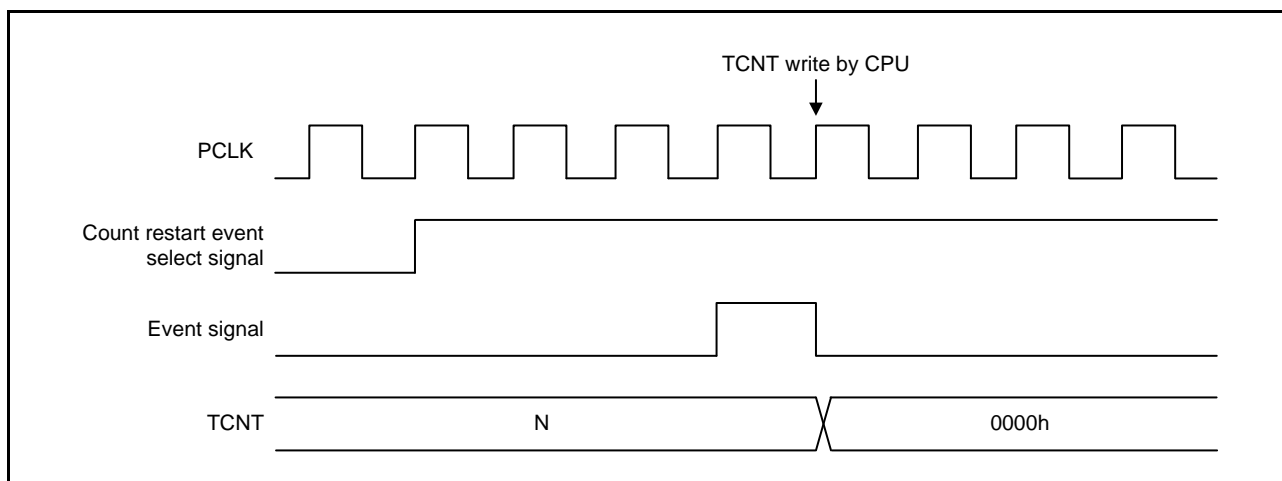 TCNT write by CPU
PCLK
Count restart event
select signal
Event signal
TCNT
N
0000h